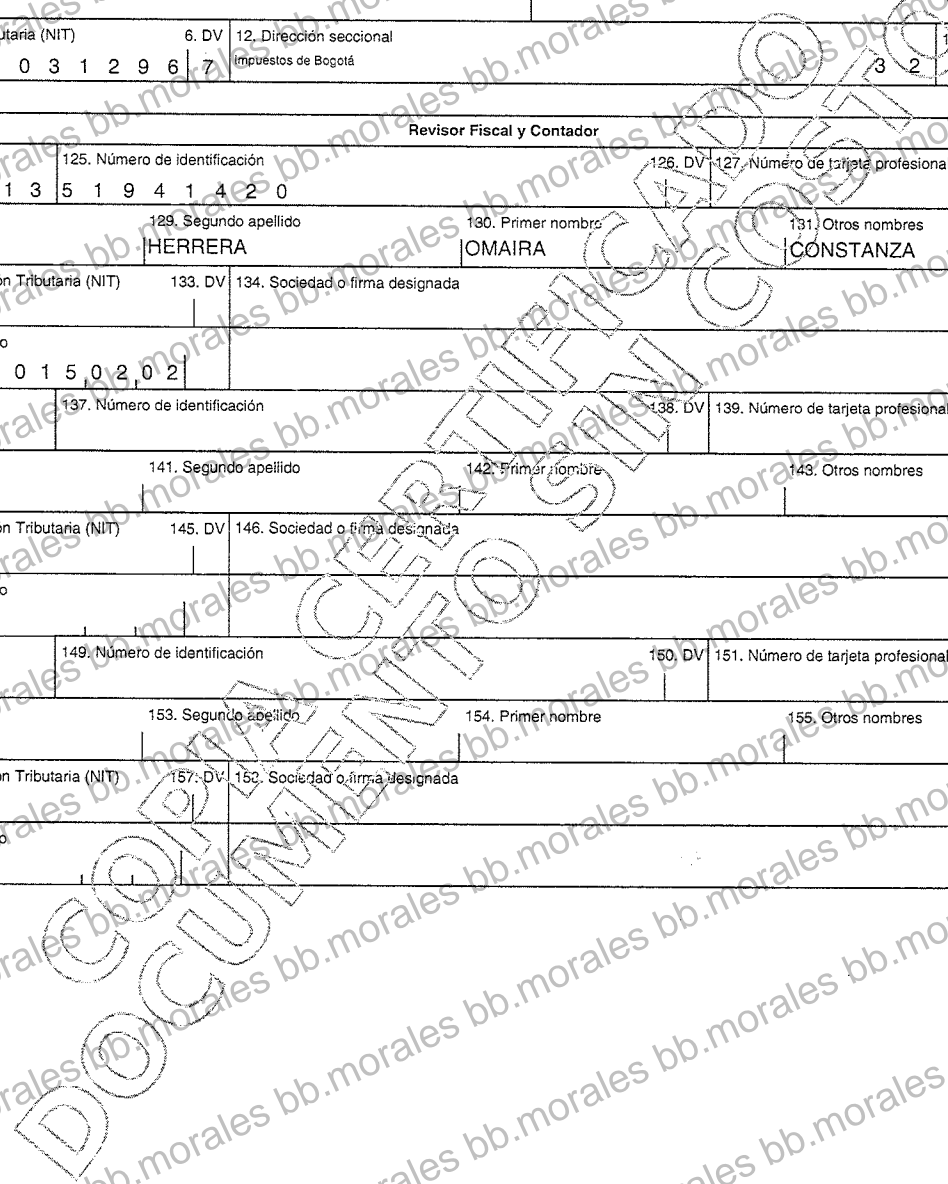 utaria (NIT) 6. DV 12. Dirección seccional
0 3 1 2 9 6 7 Impuestos de Bogotá 3 2
Revisor Fiscal y Contador
125. Número de identificación 126. DV 127. Número de tarjeta profesional
1 3 5 1 9 4 1 4 2 0
129. Segundo apellido 130. Primer nombre 131. Otros nombres
HERRERA OMAIRA CONSTANZA
ón Tributaria (NIT) 133. DV 134. Sociedad o firma designada
o
0 1 5 0 2 0 2
137. Número de identificación 138. DV 139. Número de tarjeta profesional
141. Segundo apellido 142. Primer nombre 143. Otros nombres
ón Tributaria (NIT) 145. DV 146. Sociedad o firma designada
o
149. Número de identificación 150. DV 151. Número de tarjeta profesional
153. Segundo apellido 154. Primer nombre 155. Otros nombres
ón Tributaria (NIT) 157. DV 152. Sociedad o firma designada
o
COPIA CERTIFICADO
DOCUMENTO SIN COSTO
bb.morales bb.morales bb.morales bb.morales